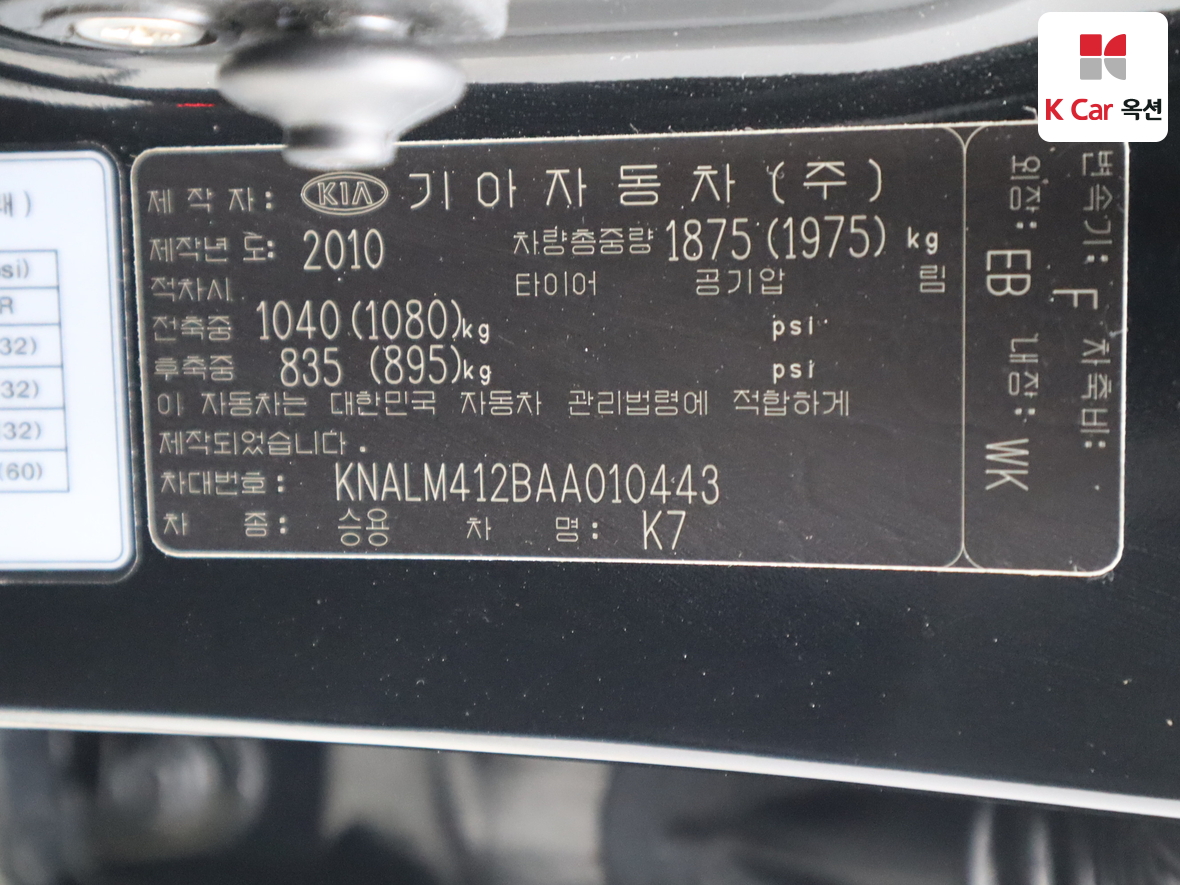 K Car 옥션
제 작 자: KIA 기 아 자 동 차 (주)
제작년 도: 2010 차량총중량 1875 (1975) kg
적차시 타이어 공기압 림
전축중 1040 (1080)kg psi
후축중 835 (895)kg psi
이 자동차는 대한민국 자동차 관리법령에 적합하게
제작되었습니다.
차대번호: KNALM412BAA010443
차 종: 승용 차 명: K7
변속기: F 차축비:
외장: EB 내장: WK
si)
R
32)
32)
32)
(60)